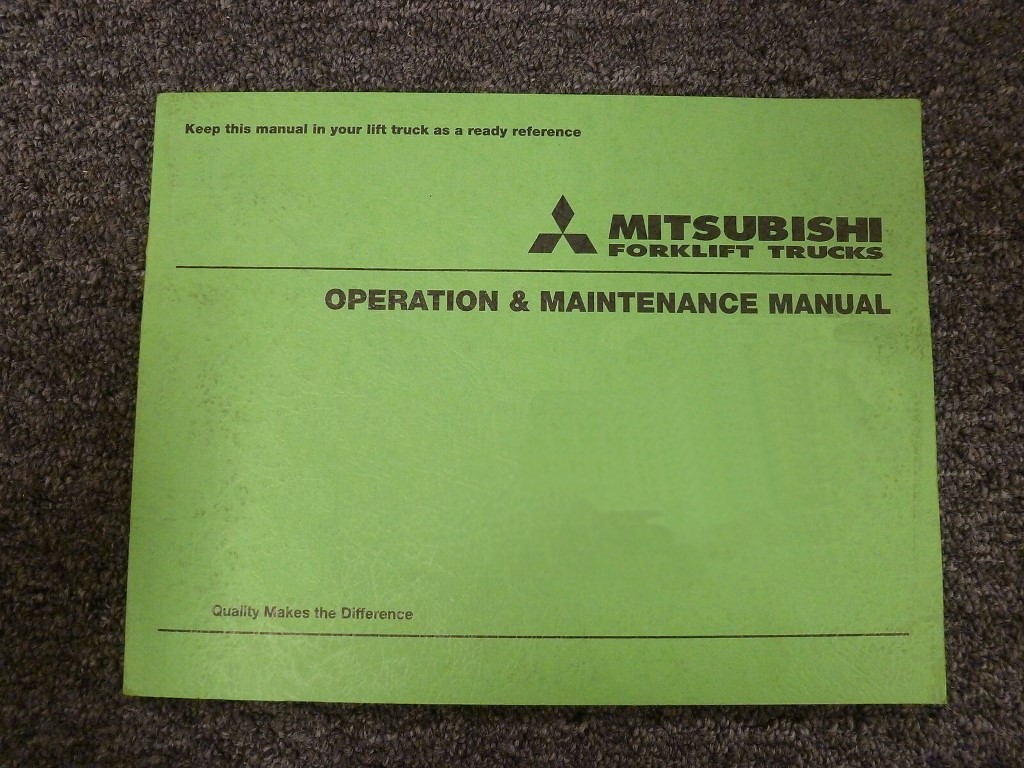 Keep this manual in your lift truck as a ready reference
MITSUBISHI
FORKLIFT TRUCKS
OPERATION & MAINTENANCE MANUAL
Quality Makes the Difference